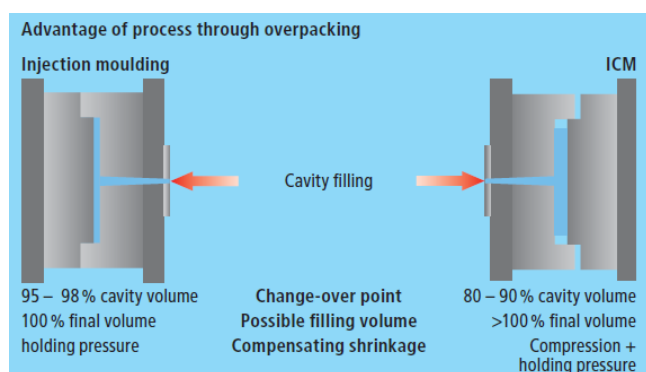 Advantage of process through overpacking
Injection moulding ICM
Cavity filling
95 – 98 % cavity volume Change-over point 80 – 90 % cavity volume
100 % final volume Possible filling volume >100 % final volume
holding pressure Compensating shrinkage Compression +
holding pressure